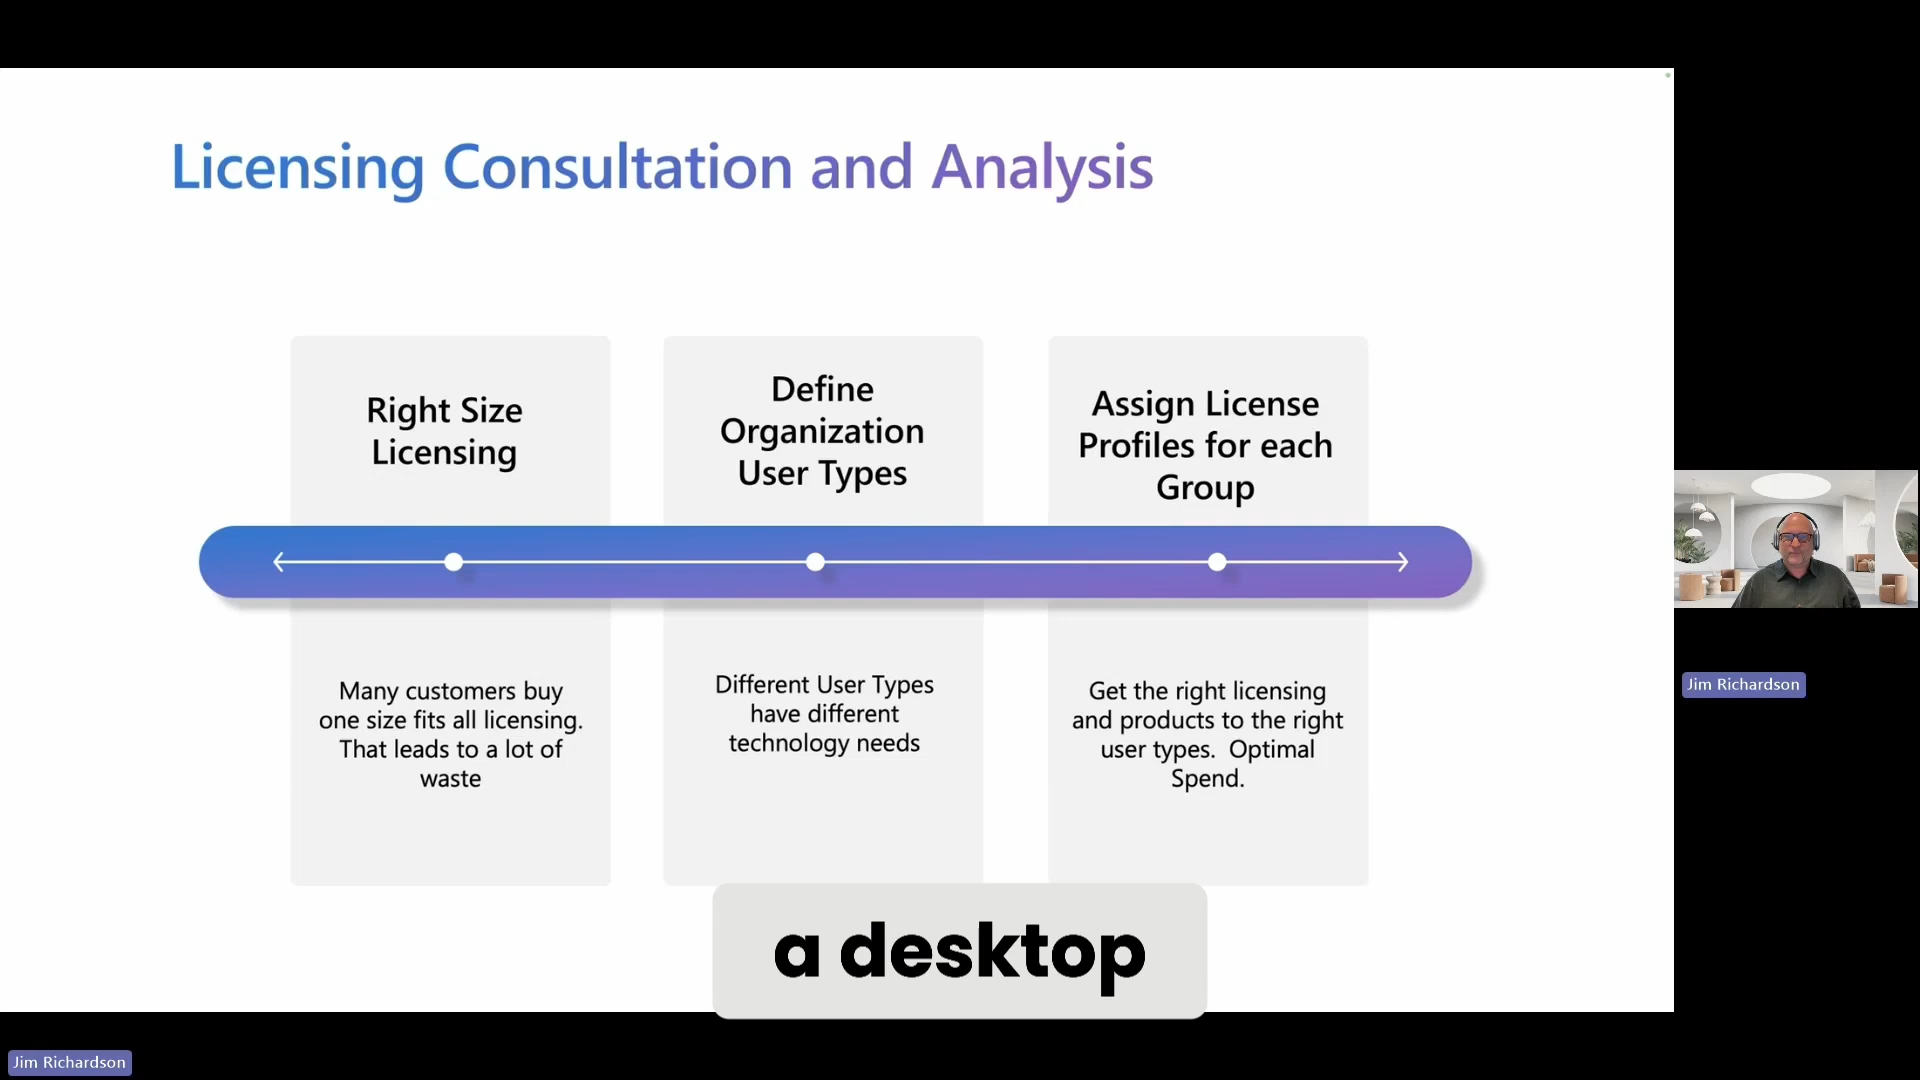 Licensing Consultation and Analysis
Right Size
Licensing
Define
Organization
User Types
Assign License
Profiles for each
Group
Many customers buy
one size fits all licensing.
That leads to a lot of
waste
Different User Types
have different
technology needs
Get the right licensing
and products to the right
user types.  Optimal
Spend.
a desktop
Jim Richardson
Jim Richardson